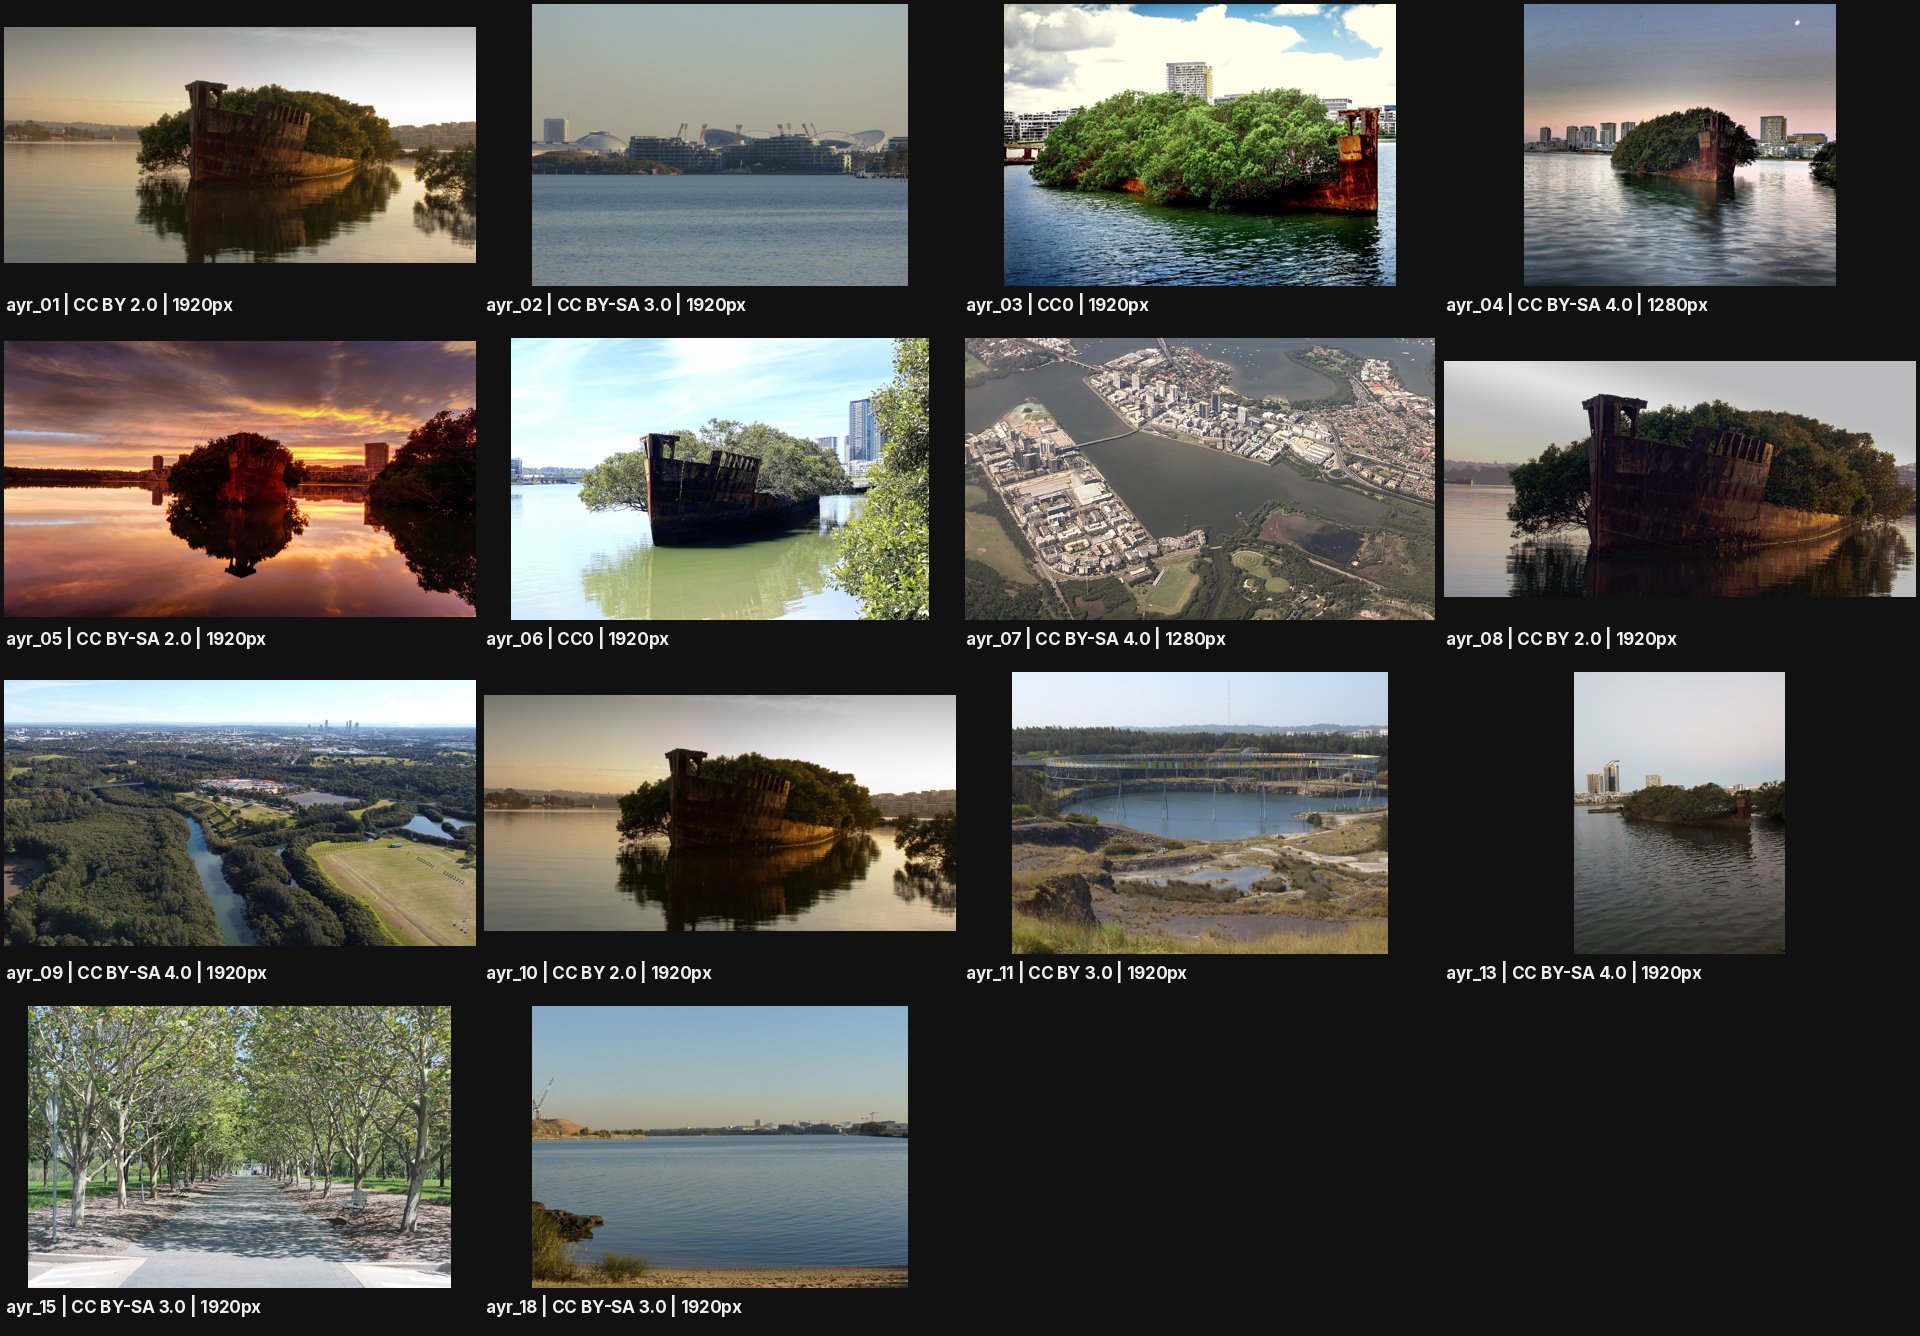 ayr_01 | CC BY 2.0 | 1920px
ayr_02 | CC BY-SA 3.0 | 1920px
ayr_03 | CC0 | 1920px
ayr_04 | CC BY-SA 4.0 | 1280px
ayr_05 | CC BY-SA 2.0 | 1920px
ayr_06 | CC0 | 1920px
ayr_07 | CC BY-SA 4.0 | 1280px
ayr_08 | CC BY 2.0 | 1920px
ayr_09 | CC BY-SA 4.0 | 1920px
ayr_10 | CC BY 2.0 | 1920px
ayr_11 | CC BY 3.0 | 1920px
ayr_13 | CC BY-SA 4.0 | 1920px
ayr_15 | CC BY-SA 3.0 | 1920px
ayr_18 | CC BY-SA 3.0 | 1920px